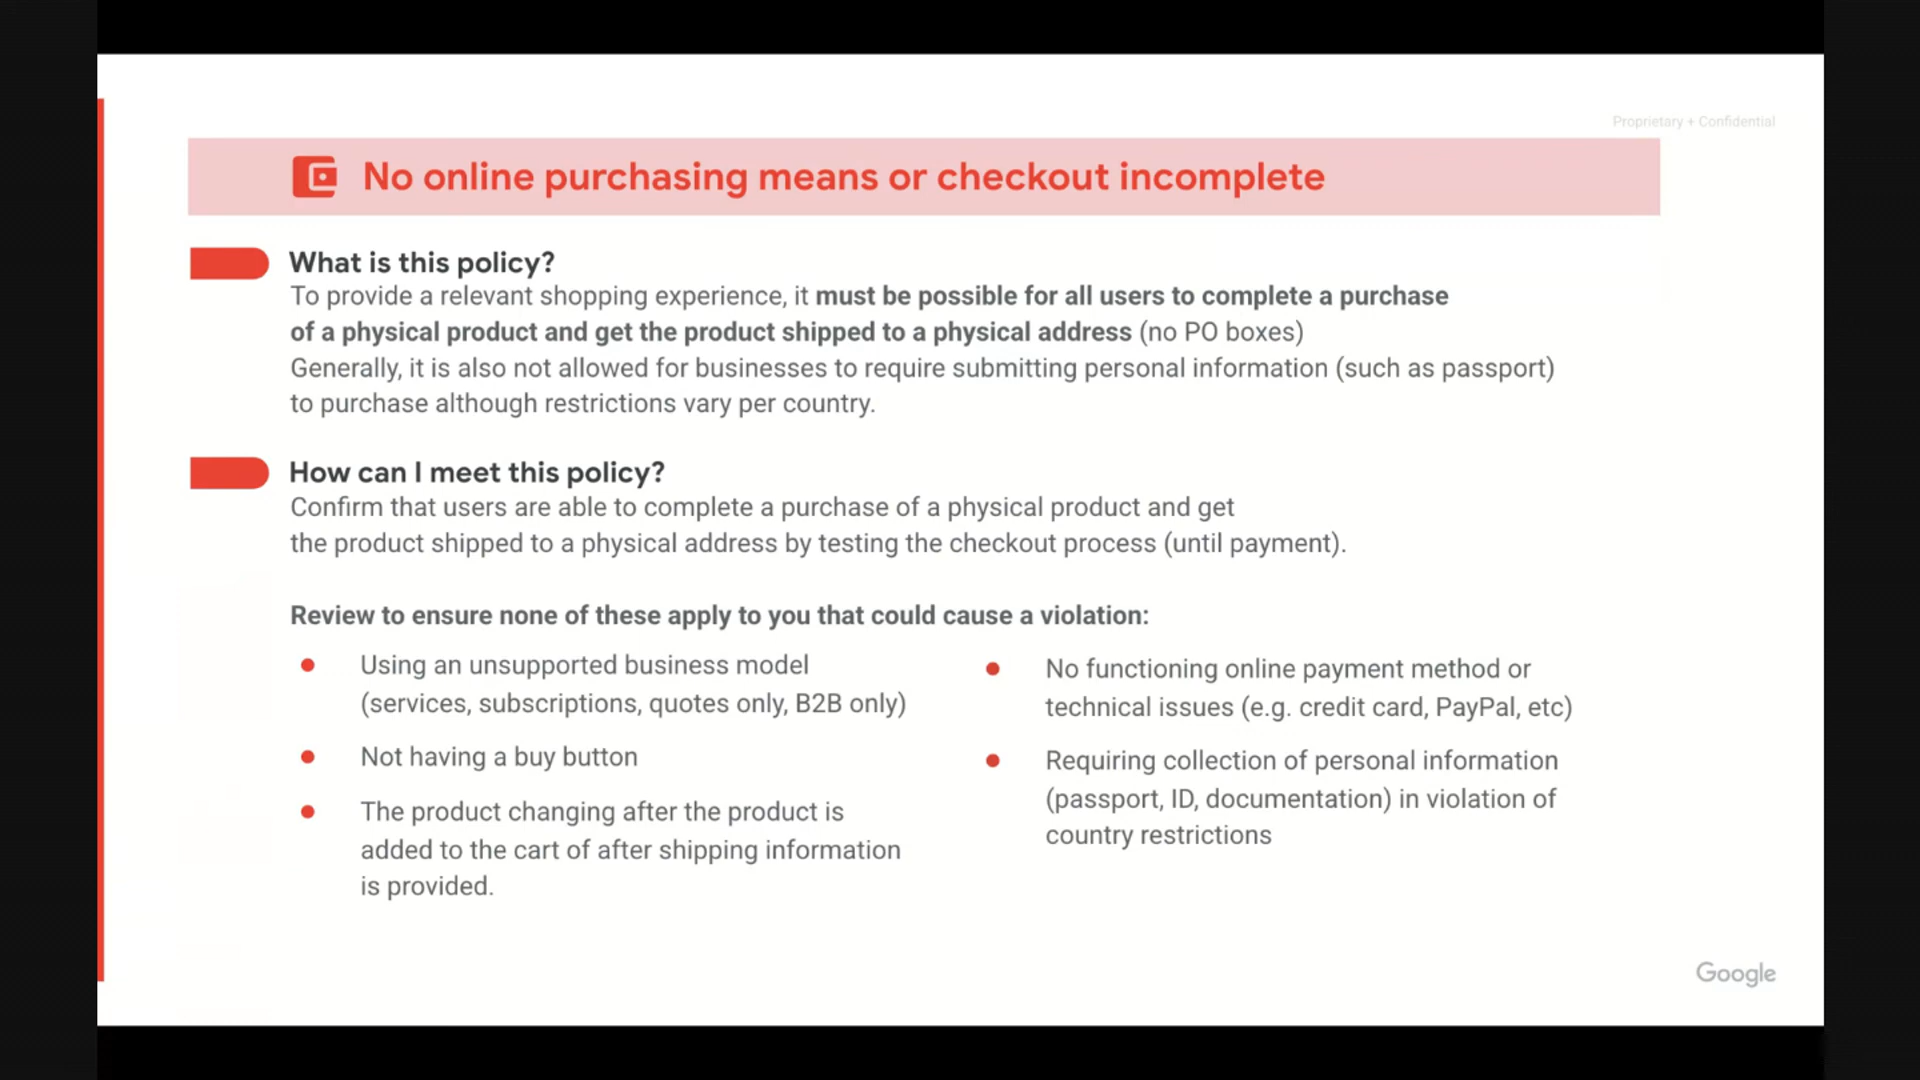 Proprietary + Confidential
No online purchasing means or checkout incomplete
What is this policy?
To provide a relevant shopping experience, it must be possible for all users to complete a purchase
of a physical product and get the product shipped to a physical address (no PO boxes)
Generally, it is also not allowed for businesses to require submitting personal information (such as passport)
to purchase although restrictions vary per country.
How can I meet this policy?
Confirm that users are able to complete a purchase of a physical product and get
the product shipped to a physical address by testing the checkout process (until payment).
Review to ensure none of these apply to you that could cause a violation:
Using an unsupported business model
(services, subscriptions, quotes only, B2B only)
Not having a buy button
The product changing after the product is
added to the cart of after shipping information
is provided.
No functioning online payment method or
technical issues (e.g. credit card, PayPal, etc)
Requiring collection of personal information
(passport, ID, documentation) in violation of
country restrictions
Google